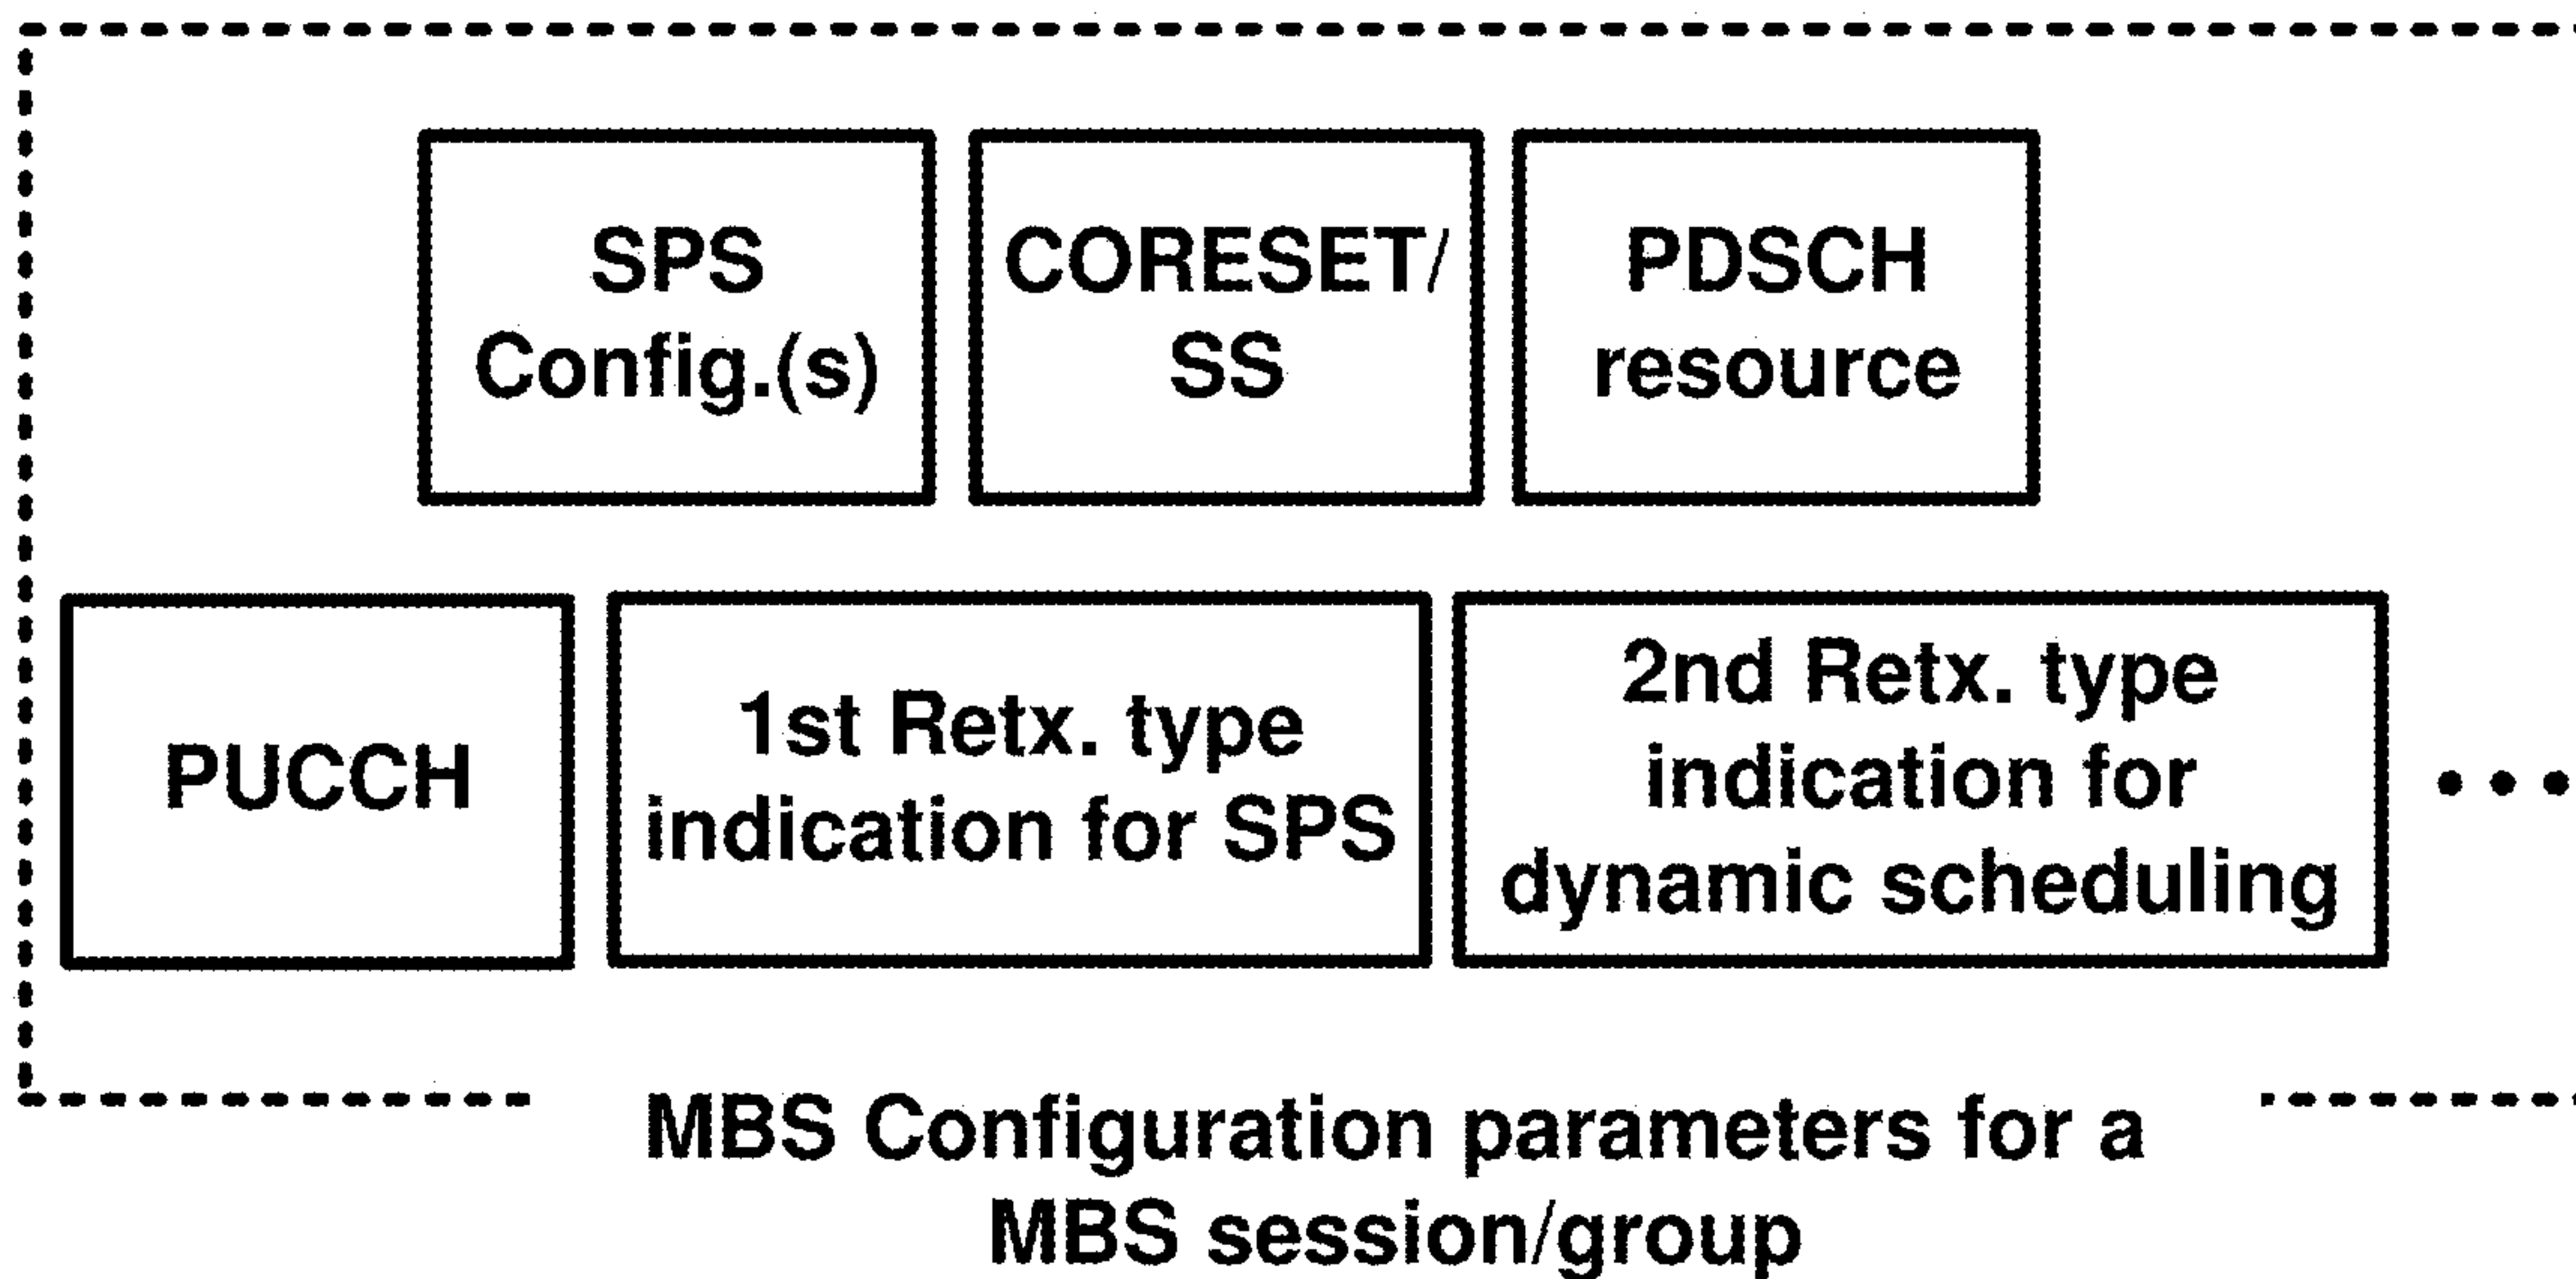 SPS
Config.(s)
CORESET/
SS
PDSCH
resource
PUCCH
1st Retx. type
indication for SPS
2nd Retx. type
indication for
dynamic scheduling
•••
MBS Configuration parameters for a
MBS session/group